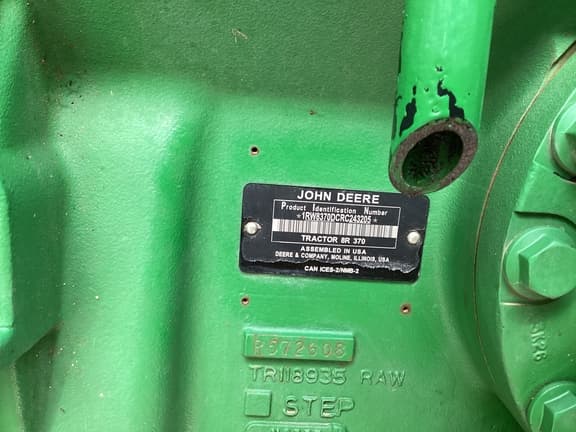 JOHN DEERE
Product Identification Number
*1RW8370DCRC243205*
TRACTOR 8R 370
ASSEMBLED IN USA
DEERE & COMPANY, MOLINE, ILLINOIS, USA
CAN ICES-2/NMB-2
R572608
TR118935 RAW
STEP